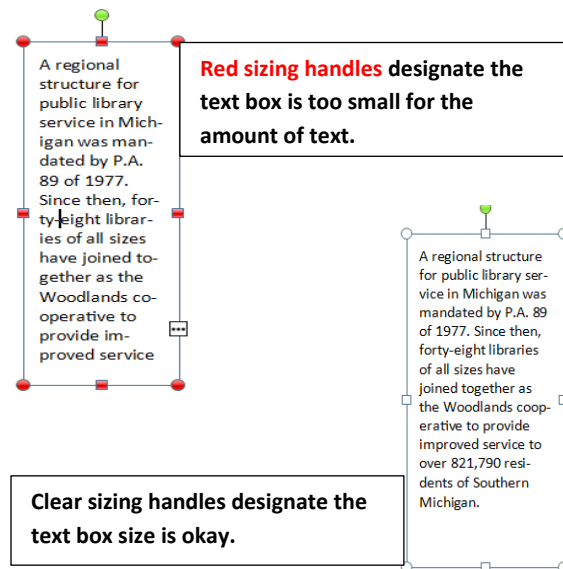 A regional
structure for
public library
service in Mich-
igan was man-
dated by P.A.
89 of 1977.
Since then, for-
ty-eight librar-
ies of all sizes
have joined to-
gether as the
Woodlands co-
operative to
provide im-
proved service
Red sizing handles designate the
text box is too small for the
amount of text.
A regional structure
for public library ser-
vice in Michigan was
mandated by P.A. 89
of 1977. Since then,
forty-eight libraries
of all sizes have
joined together as
the Woodlands coop-
erative to provide
improved service to
over 821,790 resi-
dents of Southern
Michigan.
Clear sizing handles designate the
text box size is okay.